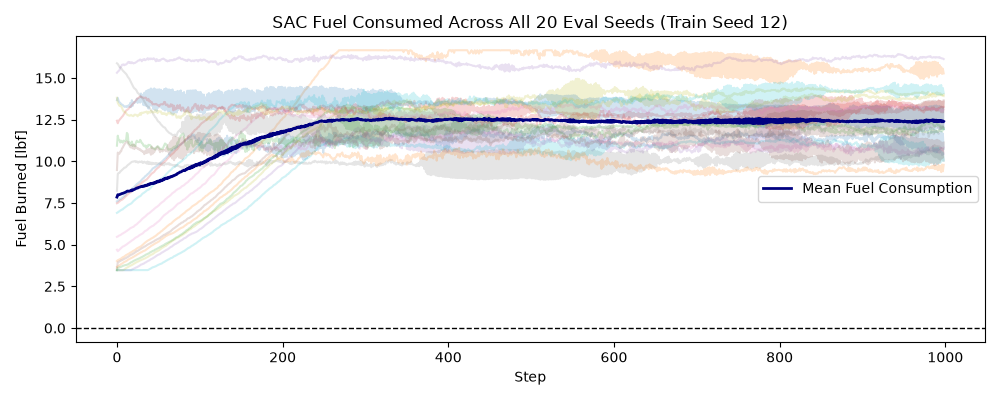 SAC Fuel Consumed Across All 20 Eval Seeds (Train Seed 12)
Fuel Burned [lbf]
15.0
12.5
10.0
7.5
5.0
2.5
0.0
Mean Fuel Consumption
0 200 400 600 800 1000
Step